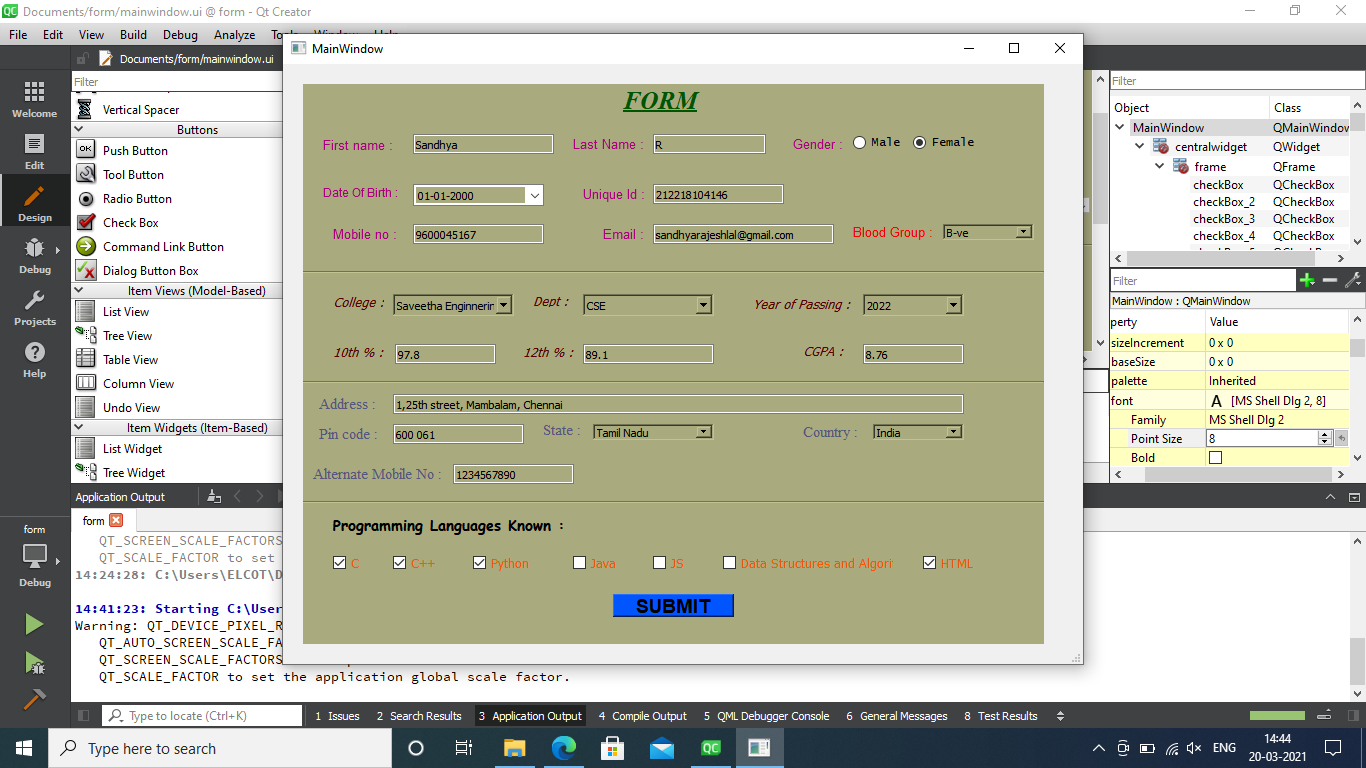 Documents/form/mainwindow.ui @ form - Qt Creator
File Edit View Build Debug Analyze
MainWindow
Documents/form/mainwindow.ui
Welcome
Edit
Design
Debug
Projects
Help
form
Debug
Filter
Vertical Spacer
Buttons
Push Button
Tool Button
Radio Button
Check Box
Command Link Button
Dialog Button Box
Item Views (Model-Based)
List View
Tree View
Table View
Column View
Undo View
Item Widgets (Item-Based)
List Widget
Tree Widget
FORM
First name : Sandhya Last Name : R Gender : Male Female
Date Of Birth : 01-01-2000 Unique Id : 212218104146
Mobile no : 9600045167 Email : sandhyarajeshlal@gmail.com Blood Group : B-ve
College : Saveetha Enginnerin Dept : CSE Year of Passing : 2022
10th % : 97.8 12th % : 89.1 CGPA : 8.76
Address : 1,25th street, Mambalam, Chennai
Pin code : 600 061 State : Tamil Nadu Country : India
Alternate Mobile No : 1234567890
Programming Languages Known :
C C++ Python Java JS Data Structures and Algori HTML
SUBMIT
Filter
Object Class
MainWindow QMainWindow
centralwidget QWidget
frame QFrame
checkBox QCheckBox
checkBox_2 QCheckBox
checkBox_3 QCheckBox
checkBox_4 QCheckBox
Filter
MainWindow : QMainWindow
perty Value
sizeIncrement 0 x 0
baseSize 0 x 0
palette Inherited
font A [MS Shell Dlg 2, 8]
Family MS Shell Dlg 2
Point Size 8
Bold
Application Output
form
QT_SCREEN_SCALE_FACTORS
QT_SCALE_FACTOR to set
14:24:28: C:\Users\ELCOT\D
14:41:23: Starting C:\User
Warning: QT_DEVICE_PIXEL_R
QT_AUTO_SCREEN_SCALE_FA
QT_SCREEN_SCALE_FACTORS
QT_SCALE_FACTOR to set the application global scale factor.
Type to locate (Ctrl+K) 1 Issues 2 Search Results 3 Application Output 4 Compile Output 5 QML Debugger Console 6 General Messages 8 Test Results
Type here to search
ENG
14:44
20-03-2021